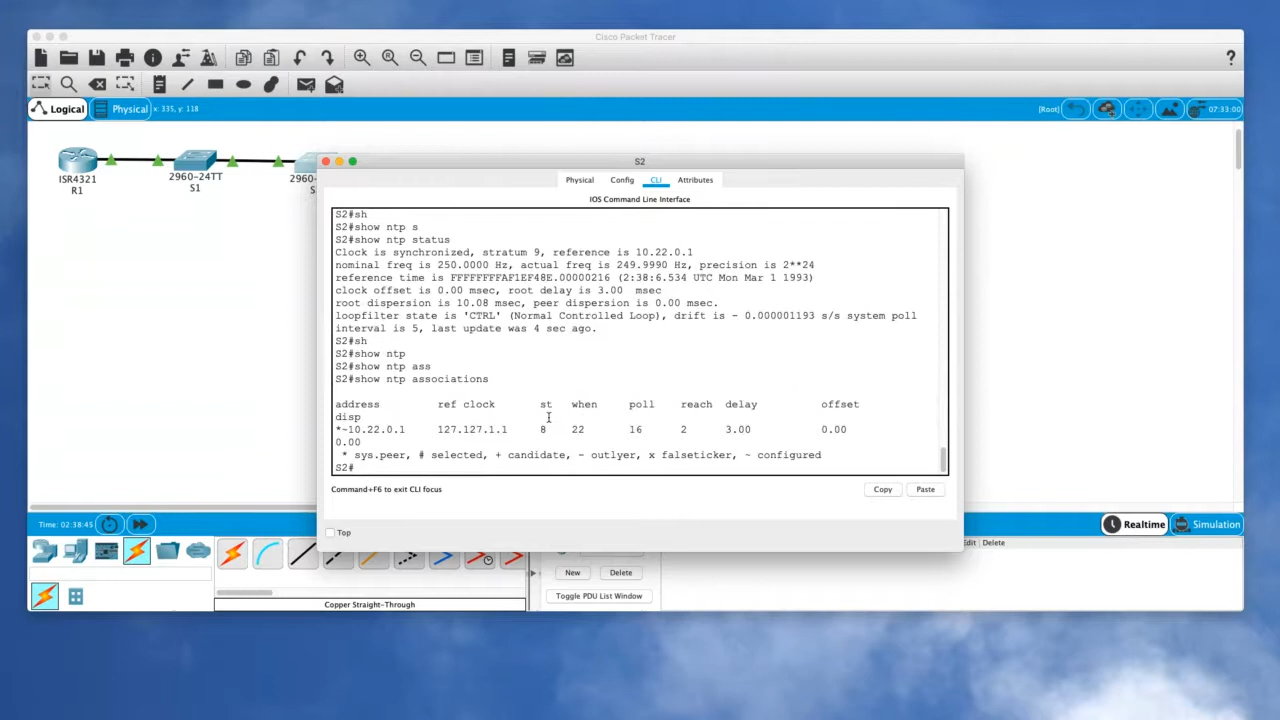 Cisco Packet Tracer
?
Logical
Physical
x: 335, y: 118
[Root]
07:33:00
ISR4321
R1
2960-24TT
S1
2960-
S
S2
Physical
Config
CLI
Attributes
IOS Command Line Interface
S2#sh
S2#show ntp s
S2#show ntp status
Clock is synchronized, stratum 9, reference is 10.22.0.1
nominal freq is 250.0000 Hz, actual freq is 249.9990 Hz, precision is 2**24
reference time is FFFFFFFFAF1EF48E.00000216 (2:38:6.534 UTC Mon Mar 1 1993)
clock offset is 0.00 msec, root delay is 3.00 msec
root dispersion is 10.08 msec, peer dispersion is 0.00 msec.
loopfilter state is 'CTRL' (Normal Controlled Loop), drift is - 0.000001193 s/s system poll
interval is 5, last update was 4 sec ago.
S2#sh
S2#show ntp
S2#show ntp ass
S2#show ntp associations
address ref clock st when poll reach delay offset
disp
*~10.22.0.1 127.127.1.1 8 22 16 2 3.00 0.00
0.00
* sys.peer, # selected, + candidate, - outlyer, x falseticker, ~ configured
S2#
Command+F6 to exit CLI focus
Copy
Paste
Top
Time: 02:38:45
Realtime
Simulation
dit Delete
New
Delete
Toggle PDU List Window
Copper Straight-Through